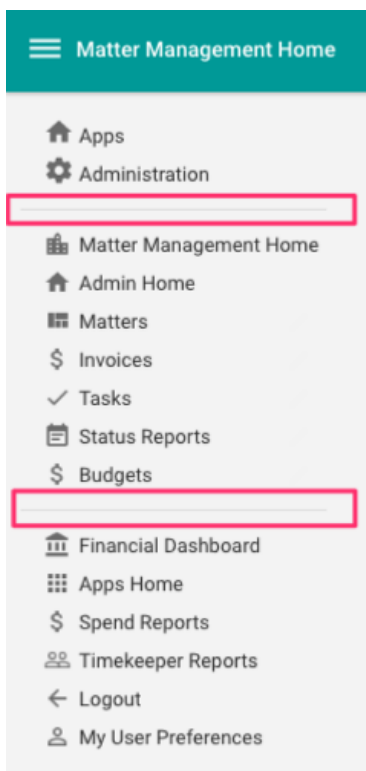 Matter Management Home
Apps
Administration
Matter Management Home
Admin Home
Matters
Invoices
Tasks
Status Reports
Budgets
Financial Dashboard
Apps Home
Spend Reports
Timekeeper Reports
Logout
My User Preferences